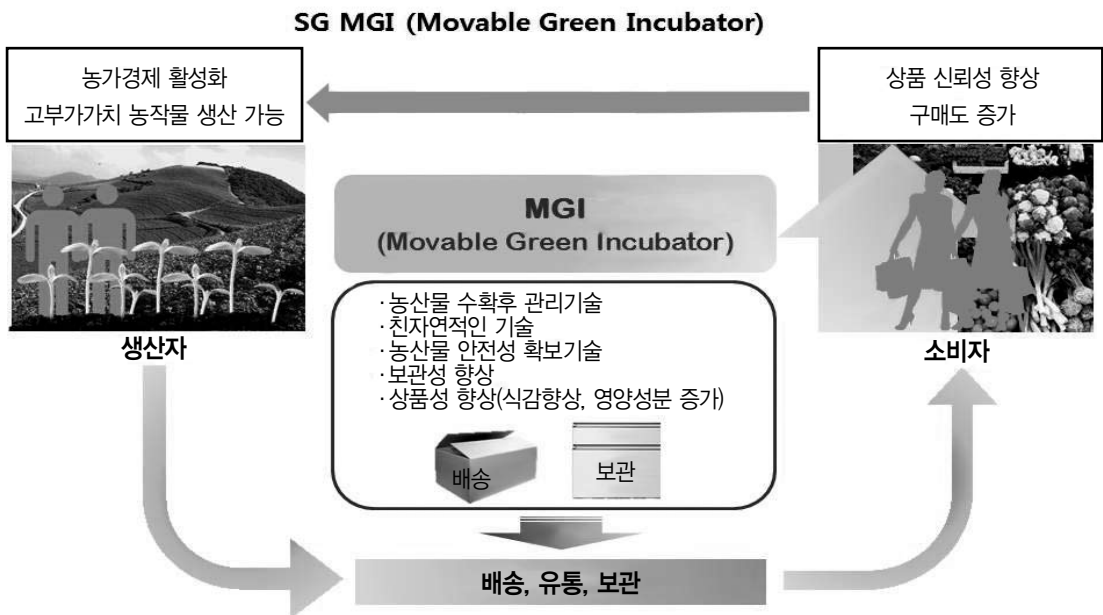 SG MGI (Movable Green Incubator)
농가경제 활성화
고부가가치 농작물 생산 가능
상품 신뢰성 향상
구매도 증가
MGI
(Movable Green Incubator)
· 농산물 수확후 관리기술
· 친자연적인 기술
· 농산물 안전성 확보기술
· 보관성 향상
· 상품성 향상(식감향상, 영양성분 증가)
배송
보관
생산자
소비자
배송, 유통, 보관